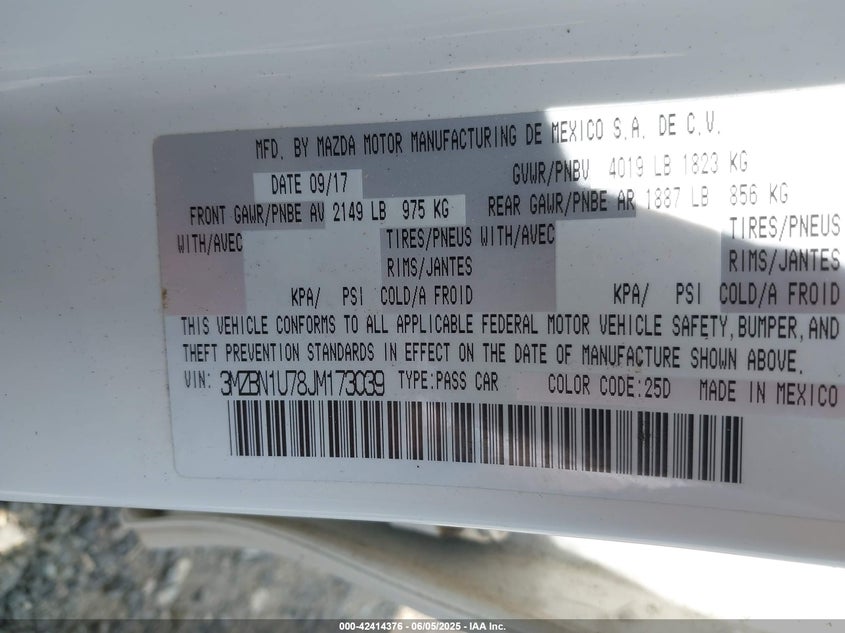 MFD. BY MAZDA MOTOR MANUFACTURING DE MEXICO S.A. DE C.V.
DATE 09/17 GVWR/PNBV 4019 LB 1823 KG
FRONT GAWR/PNBE AV 2149 LB 975 KG REAR GAWR/PNBE AR 1887 LB 856 KG
WITH/AVEC TIRES/PNEUS WITH/AVEC TIRES/PNEUS
RIMS/JANTES RIMS/JANTES
KPA/ PSI COLD/A FROID KPA/ PSI COLD/A FROID
THIS VEHICLE CONFORMS TO ALL APPLICABLE FEDERAL MOTOR VEHICLE SAFETY, BUMPER, AND
THEFT PREVENTION STANDARDS IN EFFECT ON THE DATE OF MANUFACTURE SHOWN ABOVE.
VIN: 3MZBN1U78JM173039 TYPE:PASS CAR COLOR CODE:25D MADE IN MEXICO
000-42414376 - 06/05/2025 - IAA Inc.